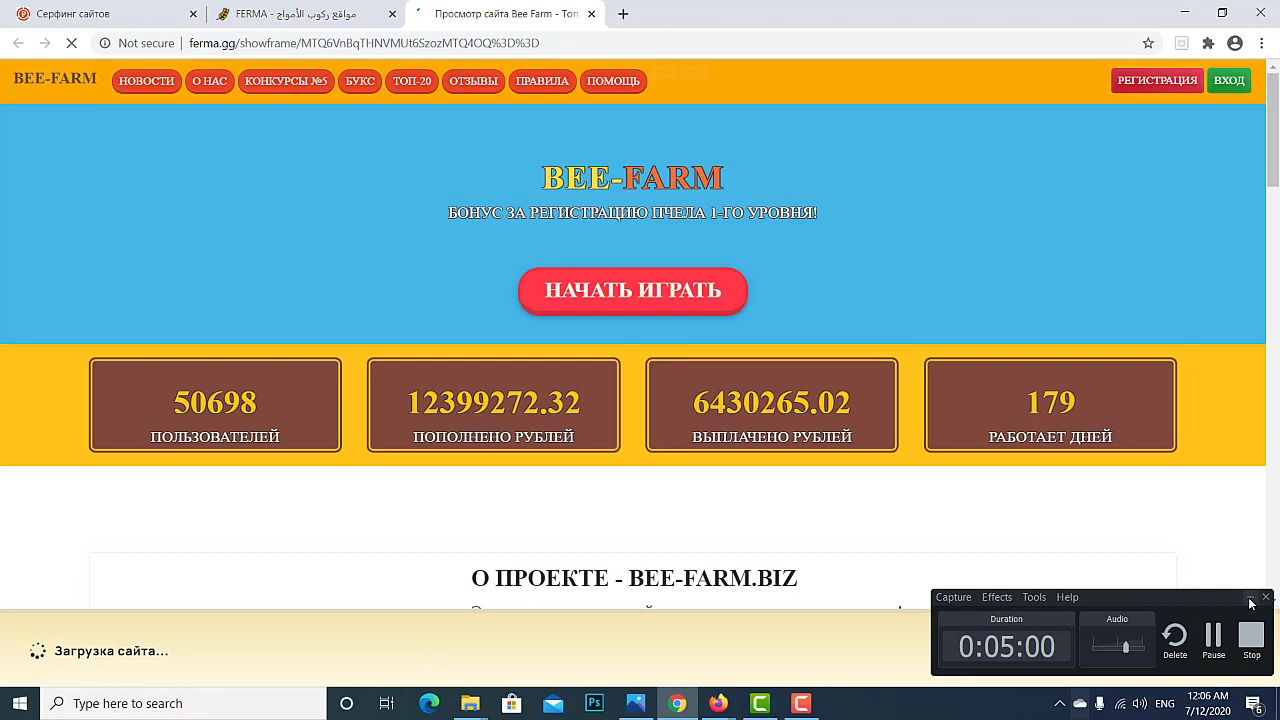 Серфинг сайтов
FERMA - مواقع ركوب الأمواج
Просмотр сайта Bee Farm - Топ
Not secure
ferma.gg/showframe/MTQ6VnBqTHNVMUt6SzozMTQ4OQ%3D%3D
BEE-FARM
НОВОСТИ
О НАС
КОНКУРСЫ №5
БУКС
ТОП-20
ОТЗЫВЫ
ПРАВИЛА
ПОМОЩЬ
РЕГИСТРАЦИЯ
ВХОД
BEE-FARM
БОНУС ЗА РЕГИСТРАЦИЮ ПЧЕЛА 1-ГО УРОВНЯ!
НАЧАТЬ ИГРАТЬ
50698
ПОЛЬЗОВАТЕЛЕЙ
12399272.32
ПОПОЛНЕНО РУБЛЕЙ
6430265.02
ВЫПЛАЧЕНО РУБЛЕЙ
179
РАБОТАЕТ ДНЕЙ
О ПРОЕКТЕ - BEE-FARM.BIZ
Загрузка сайта...
Capture Effects Tools Help
Duration
0:05:00
Audio
Delete
Pause
Stop
Type here to search
Ps
12:06 AM
7/12/2020
6